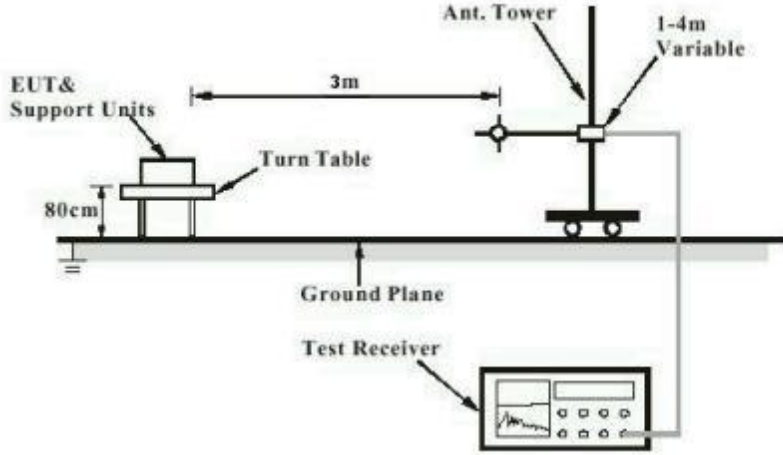 Ant. Tower
1-4m
Variable
EUT&
Support Units
3m
Turn Table
80cm
Ground Plane
Test Receiver